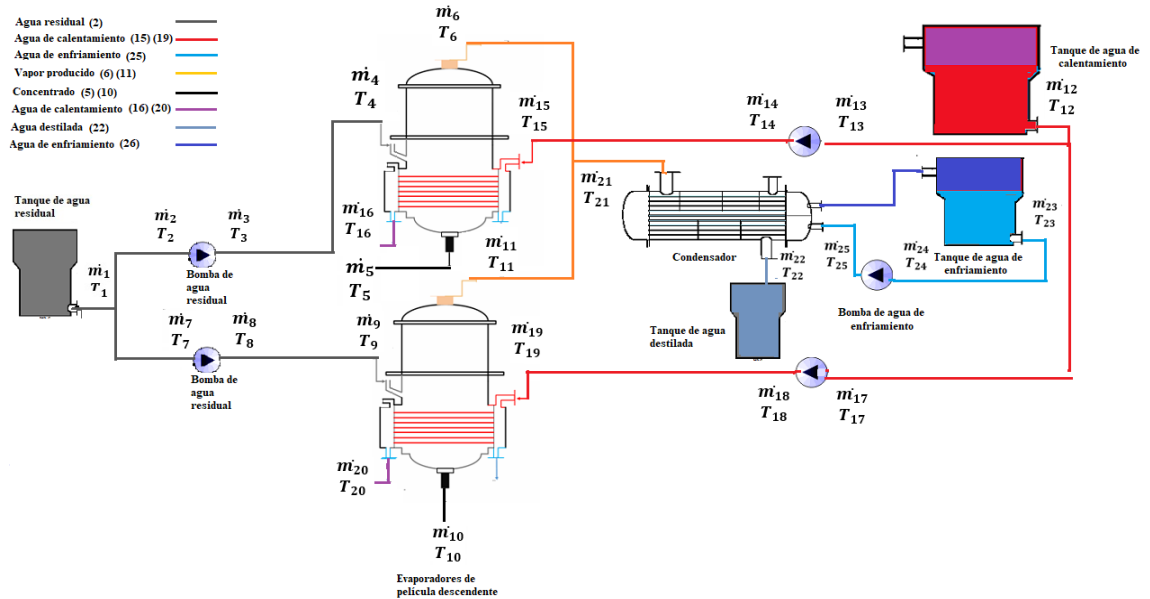 Agua residual (2)
Agua de calentamiento (15) (19)
Agua de enfriamiento (25)
Vapor producido (6) (11)
Concentrado (5) (10)
Agua de calentamiento (16) (20)
Agua destilada (22)
Agua de enfriamiento (26)
Tanque de agua
residual
ṁ1
T1
ṁ2
T2
ṁ3
T3
Bomba de
agua
residual
ṁ7
T7
ṁ8
T8
Bomba de
agua
residual
ṁ4
T4
ṁ6
T6
ṁ15
T15
ṁ16
T16
ṁ5
T5
ṁ11
T11
ṁ9
T9
ṁ19
T19
ṁ20
T20
ṁ10
T10
Evaporadores de
película descendente
ṁ14
T14
ṁ13
T13
Tanque de agua de
calentamiento
ṁ12
T12
ṁ21
T21
Condensador
ṁ22
T22
ṁ25
T25
ṁ24
T24
ṁ23
T23
Tanque de agua de
enfriamiento
Bomba de agua de
enfriamiento
Tanque de agua
destilada
ṁ18
T18
ṁ17
T17